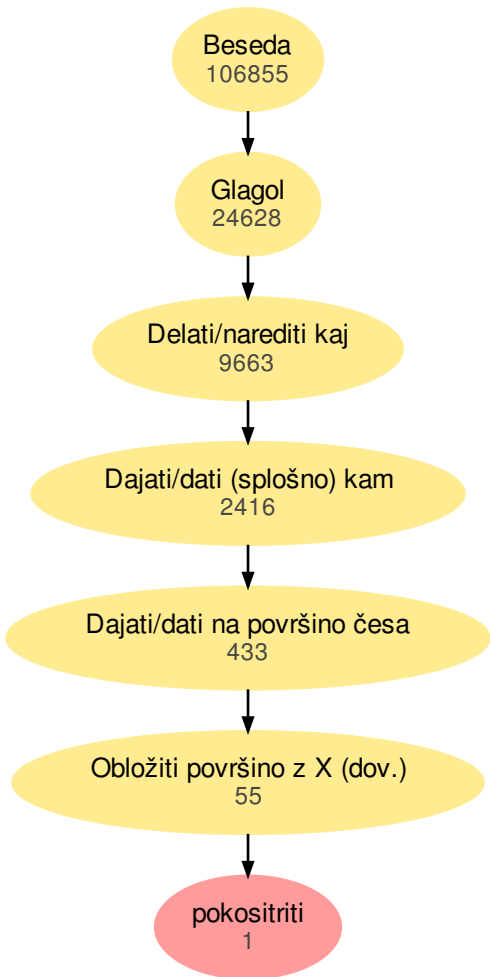 Beseda
106855
Glagol
24628
Delati/narediti kaj
9663
Dajati/dati (splošno) kam
2416
Dajati/dati na površino česa
433
Obložiti površino z X (dov.)
55
pokositriti
1